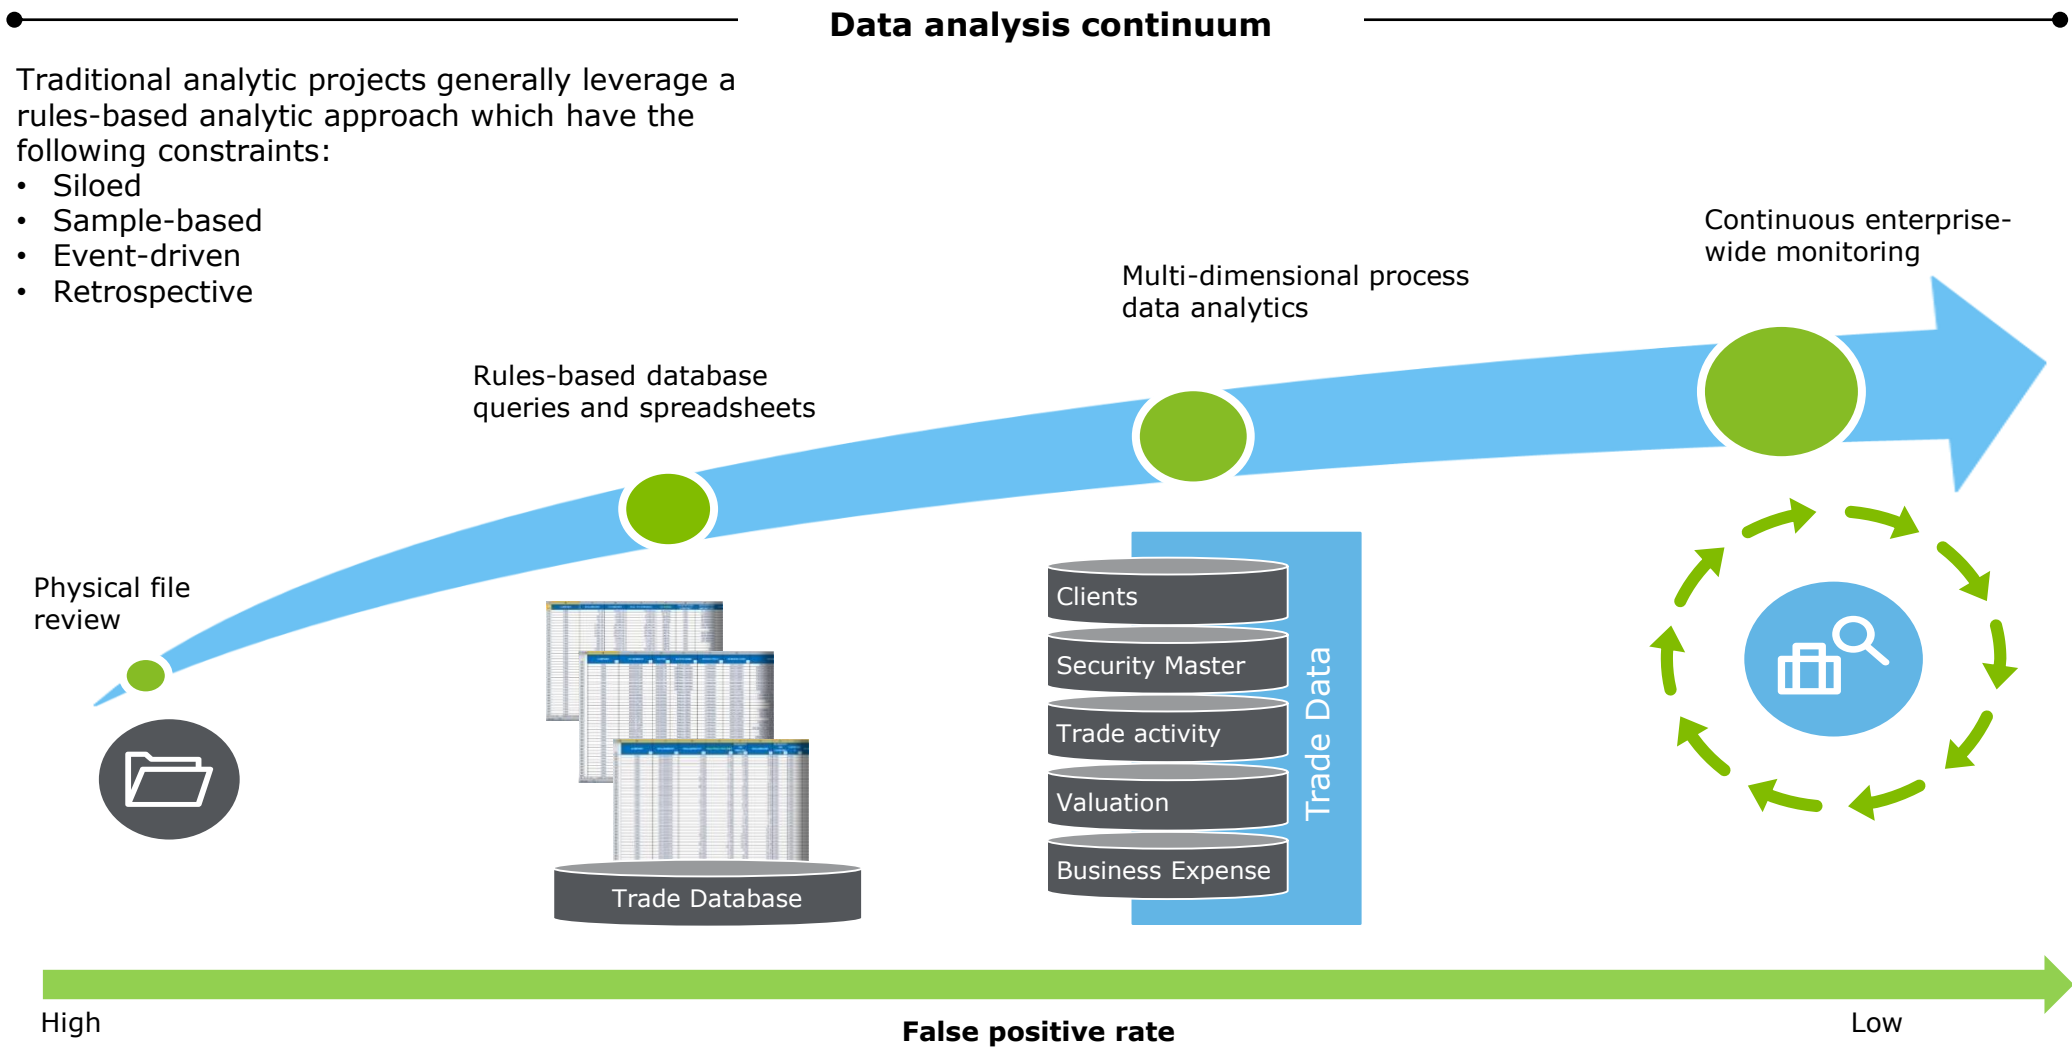 Data analysis continuum
Traditional analytic projects generally leverage a
rules-based analytic approach which have the
following constraints:
• Siloed
• Sample-based
• Event-driven
• Retrospective
Continuous enterprise-
wide monitoring
Multi-dimensional process
data analytics
Rules-based database
queries and spreadsheets
Physical file
review
Clients
Security Master
Trade activity
Valuation
Business Expense
Trade Data
Trade Database
High
False positive rate
Low